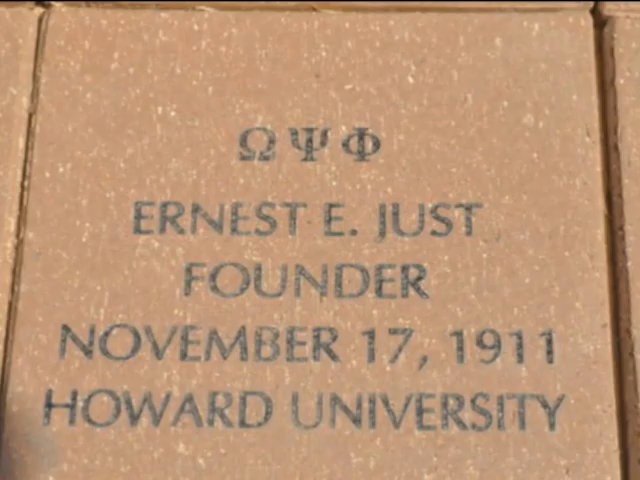 ΩΨΦ
ERNEST E. JUST
FOUNDER
NOVEMBER 17, 1911
HOWARD UNIVERSITY